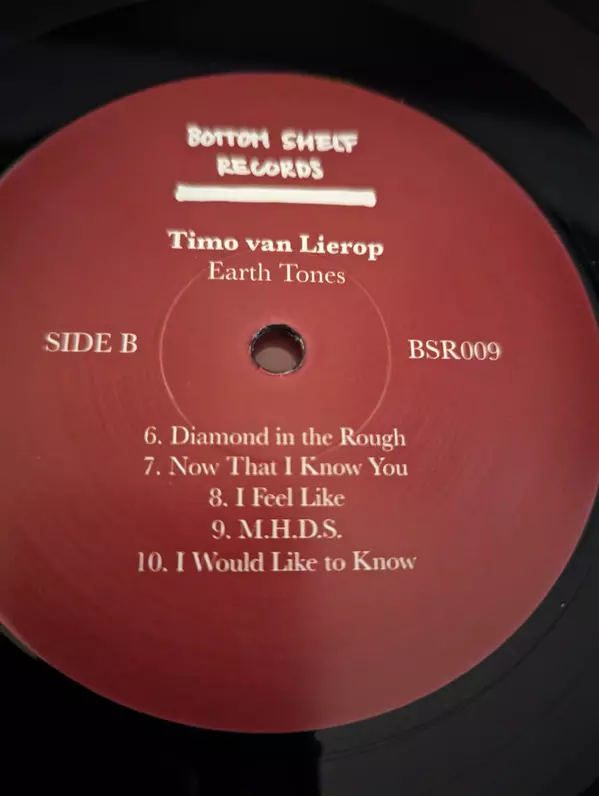 BOTTOM SHELF
RECORDS
Timo van Lierop
Earth Tones
SIDE B
BSR009
6. Diamond in the Rough
7. Now That I Know You
8. I Feel Like
9. M.H.D.S.
10. I Would Like to Know